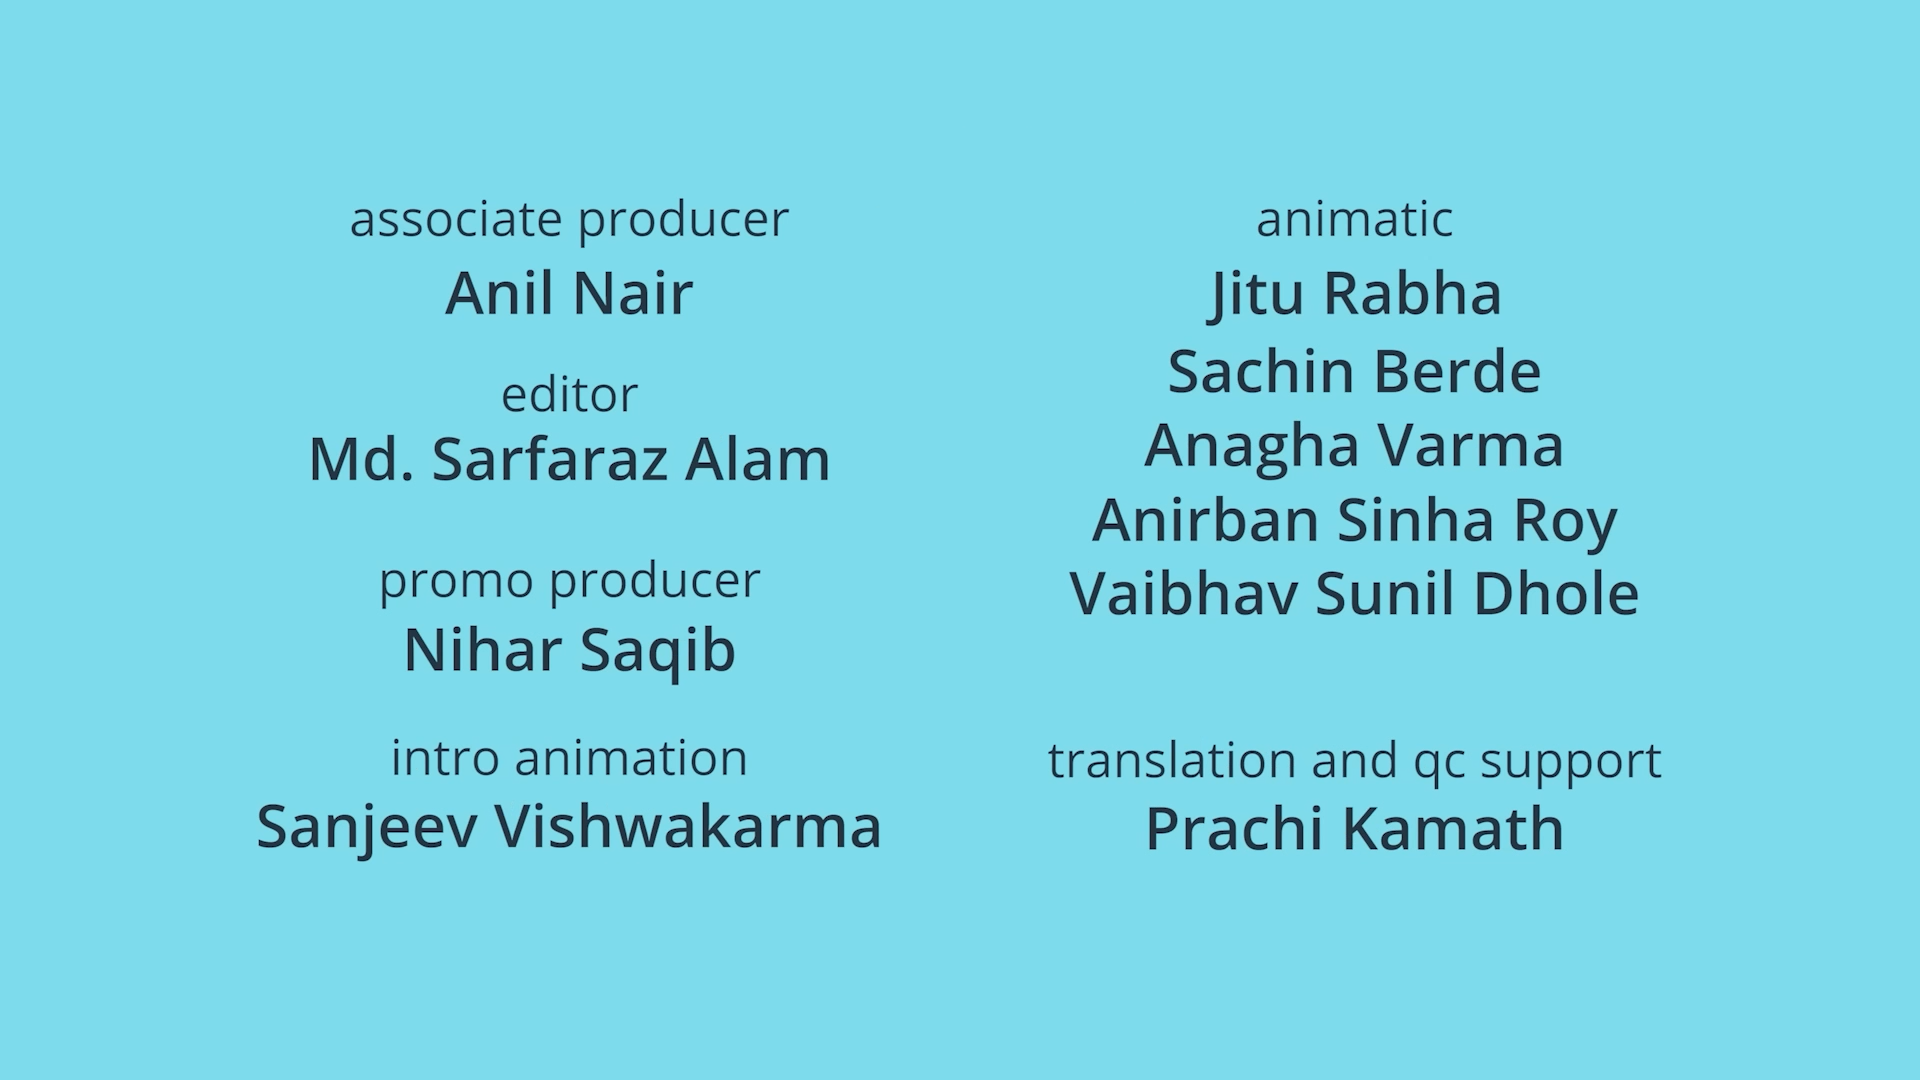 associate producer
Anil Nair
editor
Md. Sarfaraz Alam
promo producer
Nihar Saqib
intro animation
Sanjeev Vishwakarma
animatic
Jitu Rabha
Sachin Berde
Anagha Varma
Anirban Sinha Roy
Vaibhav Sunil Dhole
translation and qc support
Prachi Kamath